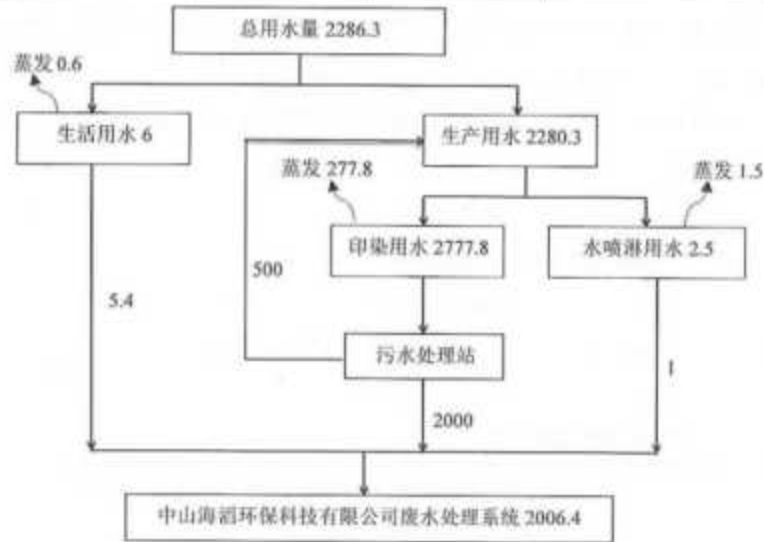 总用水量 2286.3
蒸发 0.6
生活用水 6
生产用水 2280.3
蒸发 277.8
蒸发 1.5
印染用水 2777.8
水喷淋用水 2.5
500
5.4
污水处理站
1
2000
中山海滔环保科技有限公司废水处理系统 2006.4